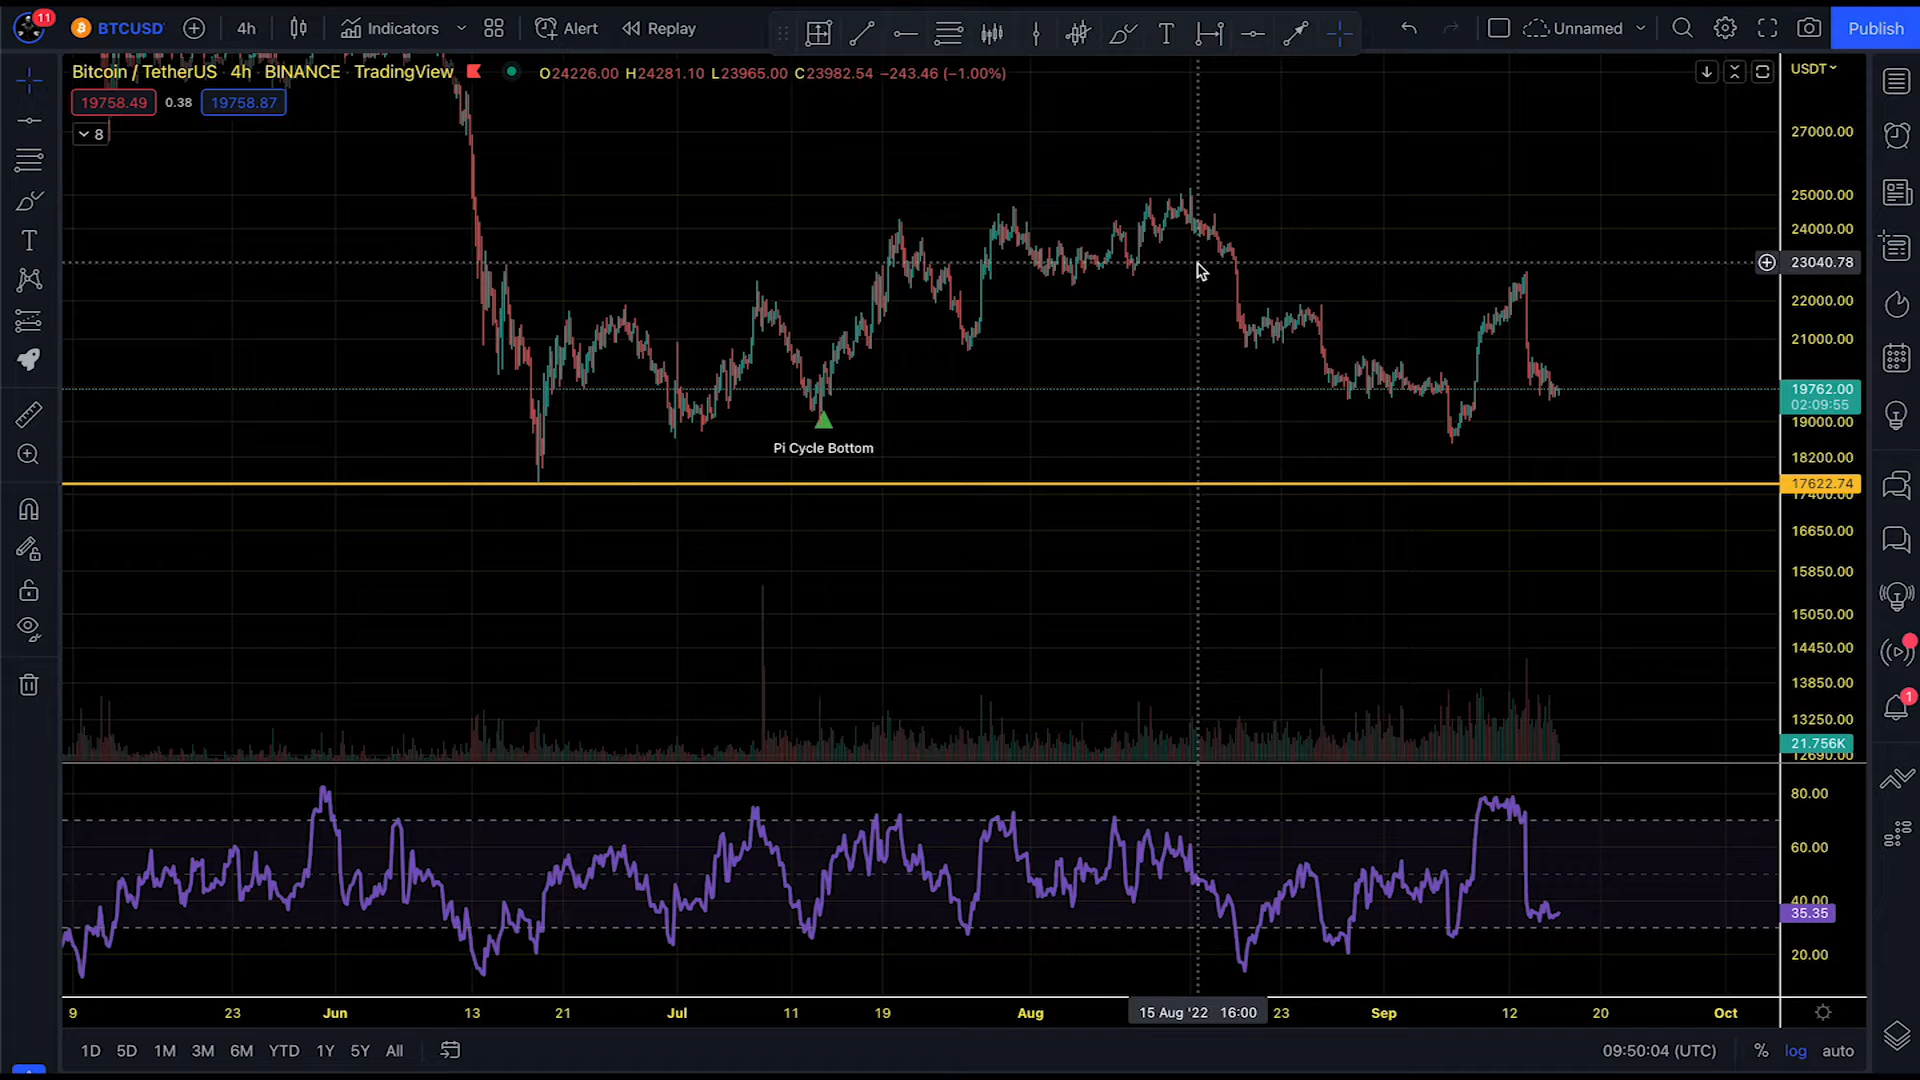 11
BTCUSD
4h
Indicators
Alert
Replay
Unnamed
Publish
Bitcoin / TetherUS · 4h · BINANCE · TradingView
O24226.00 H24281.10 L23965.00 C23982.54 −243.46 (−1.00%)
USDT
19758.49
0.38
19758.87
8
27000.00
25000.00
24000.00
23040.78
22000.00
21000.00
19762.00
02:09:55
19000.00
Pi Cycle Bottom
18200.00
17622.74
17400.00
16650.00
15850.00
15050.00
14450.00
13850.00
1
13250.00
21.756K
12690.00
80.00
60.00
40.00
35.35
20.00
9
23
Jun
13
21
Jul
11
19
Aug
15 Aug '22 16:00
23
Sep
12
20
Oct
1D
5D
1M
3M
6M
YTD
1Y
5Y
All
09:50:04 (UTC)
%
log
auto